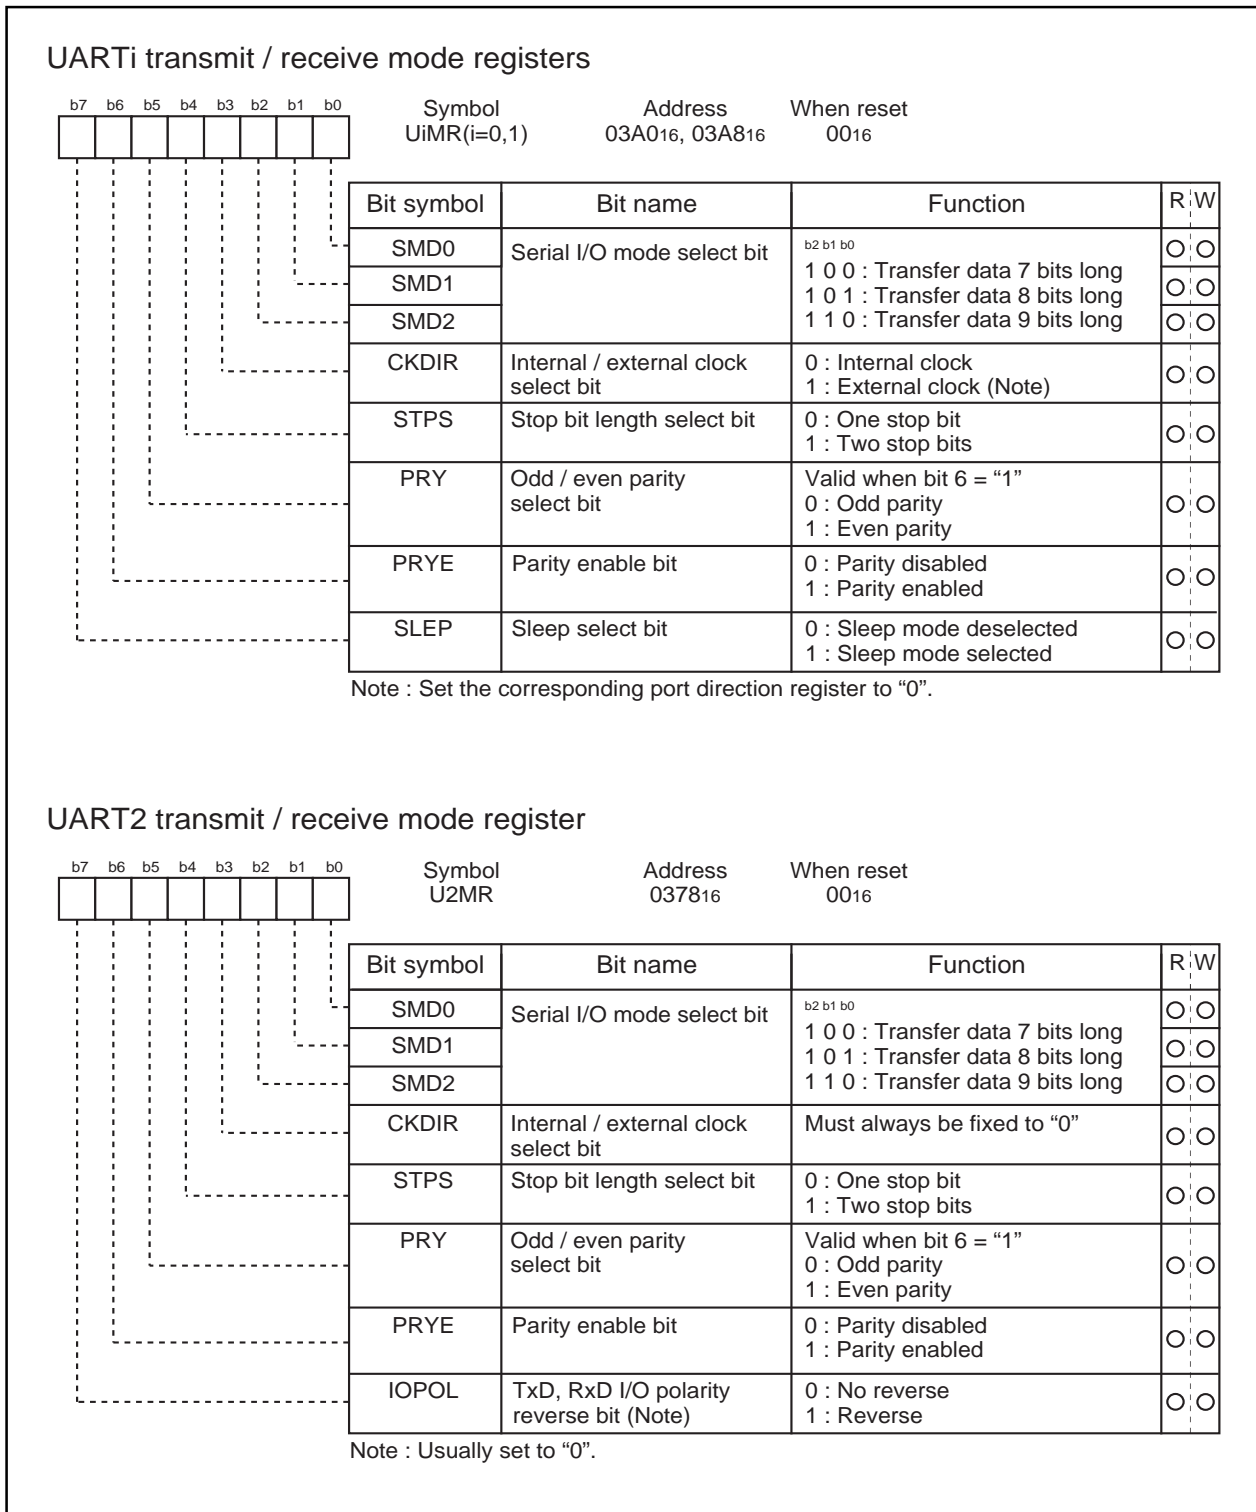 UARTi transmit / receive mode registers
b7 b6 b5 b4 b3 b2 b1 b0
Symbol Address When reset
UiMR(i=0,1) 03A016, 03A816 0016
Bit symbol Bit name Function R W
SMD0 Serial I/O mode select bit b2 b1 b0
1 0 0 : Transfer data 7 bits long
SMD1 1 0 1 : Transfer data 8 bits long
SMD2 1 1 0 : Transfer data 9 bits long
CKDIR Internal / external clock 0 : Internal clock
select bit 1 : External clock (Note)
STPS Stop bit length select bit 0 : One stop bit
1 : Two stop bits
PRY Odd / even parity Valid when bit 6 = “1”
select bit 0 : Odd parity
1 : Even parity
PRYE Parity enable bit 0 : Parity disabled
1 : Parity enabled
SLEP Sleep select bit 0 : Sleep mode deselected
1 : Sleep mode selected
Note : Set the corresponding port direction register to “0”.
UART2 transmit / receive mode register
b7 b6 b5 b4 b3 b2 b1 b0
Symbol Address When reset
U2MR 037816 0016
Bit symbol Bit name Function R W
SMD0 Serial I/O mode select bit b2 b1 b0
1 0 0 : Transfer data 7 bits long
SMD1 1 0 1 : Transfer data 8 bits long
SMD2 1 1 0 : Transfer data 9 bits long
CKDIR Internal / external clock Must always be fixed to “0”
select bit
STPS Stop bit length select bit 0 : One stop bit
1 : Two stop bits
PRY Odd / even parity Valid when bit 6 = “1”
select bit 0 : Odd parity
1 : Even parity
PRYE Parity enable bit 0 : Parity disabled
1 : Parity enabled
IOPOL TxD, RxD I/O polarity 0 : No reverse
reverse bit (Note) 1 : Reverse
Note : Usually set to “0”.